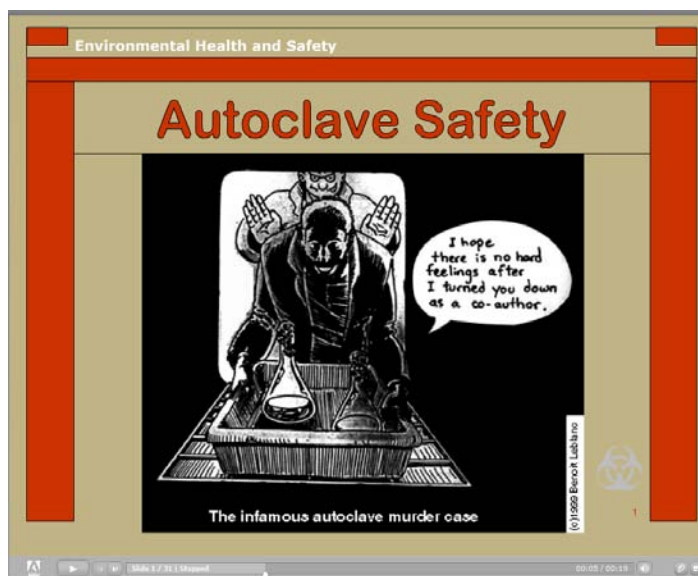 Environmental Health and Safety
Autoclave Safety
I hope
there is no hard
feelings after
I turned you down
as a co-author.
The infamous autoclave murder case
(c)1999 Benoit Leblanc
1
Slide 1 / 31 | Stopped
00:05 / 00:19